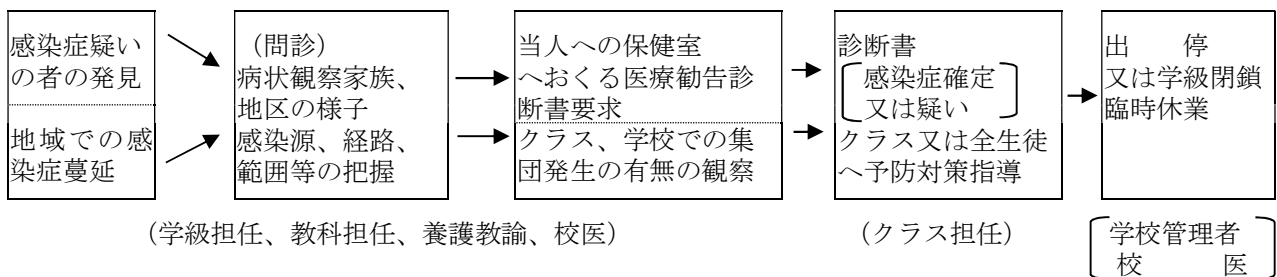 感染症疑い
の者の発見
地域での感
染症蔓延
（問診）
病状観察家族、
地区の様子
感染源、経路、
範囲等の把握
当人への保健室
へおくる医療勧告診
断書要求
クラス、学校での集
団発生の有無の観察
診断書
感染症確定
又は疑い
クラス又は全生徒
へ予防対策指導
出　　停
又は学級閉鎖
臨時休業
（学級担任、教科担任、養護教諭、校医）
（クラス担任）
学校管理者
校　　　医